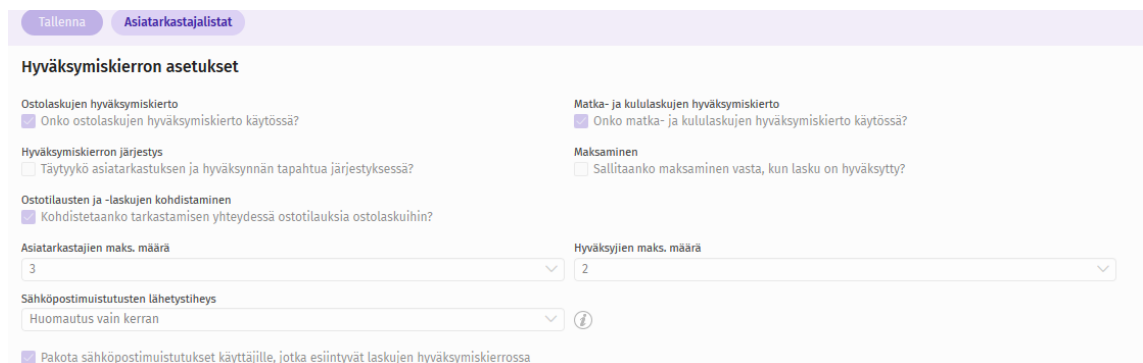 Tallenna Asiatarkastajalistat
Hyväksymiskierron asetukset
Ostolaskujen hyväksymiskierto
Onko ostolaskujen hyväksymiskierto käytössä?
Matka- ja kululaskujen hyväksymiskierto
Onko matka- ja kululaskujen hyväksymiskierto käytössä?
Hyväksymiskierron järjestys
Täytyykö asiatarkastuksen ja hyväksynnän tapahtua järjestyksessä?
Maksaminen
Sallitaanko maksaminen vasta, kun lasku on hyväksytty?
Ostotilausten ja -laskujen kohdistaminen
Kohdistetaanko tarkastamisen yhteydessä ostotilauksia ostolaskuihin?
Asiatarkastajien maks. määrä
3
Hyväksyjien maks. määrä
2
Sähköpostimuistutusten lähetystiheys
Huomautus vain kerran
Pakota sähköpostimuistutukset käyttäjille, jotka esiintyvät laskujen hyväksymiskierrossa